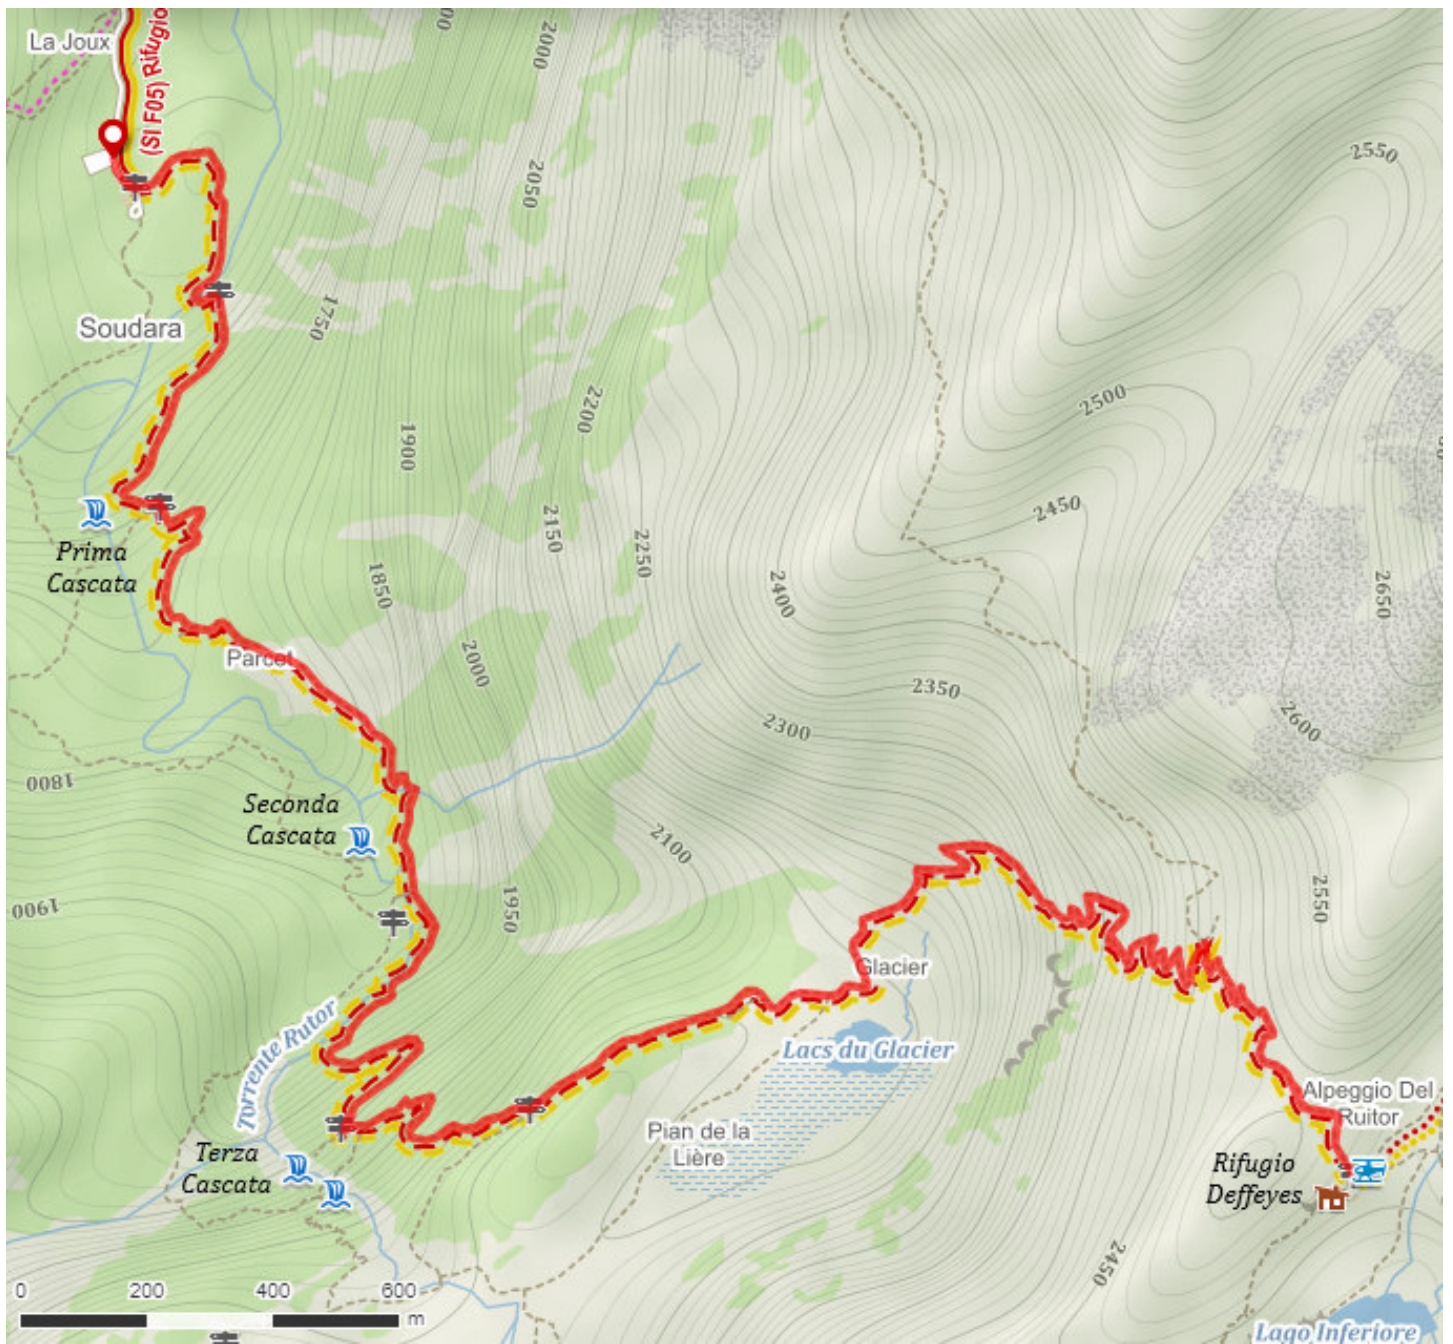 La Joux
(SI F05) Rifugio
2000
2050
2550
1750
Soudara
2200
2500
1900
2450
2150
2250
Prima
Cascata
1850
2400
2650
Parcet
2000
2350
2300
2600
1800
Seconda
Cascata
2100
1950
2550
1900
Glacier
Torrente Rutor
Lacs du Glacier
Alpeggio Del
Ruitor
Pian de la
Lière
Terza
Cascata
Rifugio
Deffeyes
2450
0 200 400 600
m
Lago Inferiore